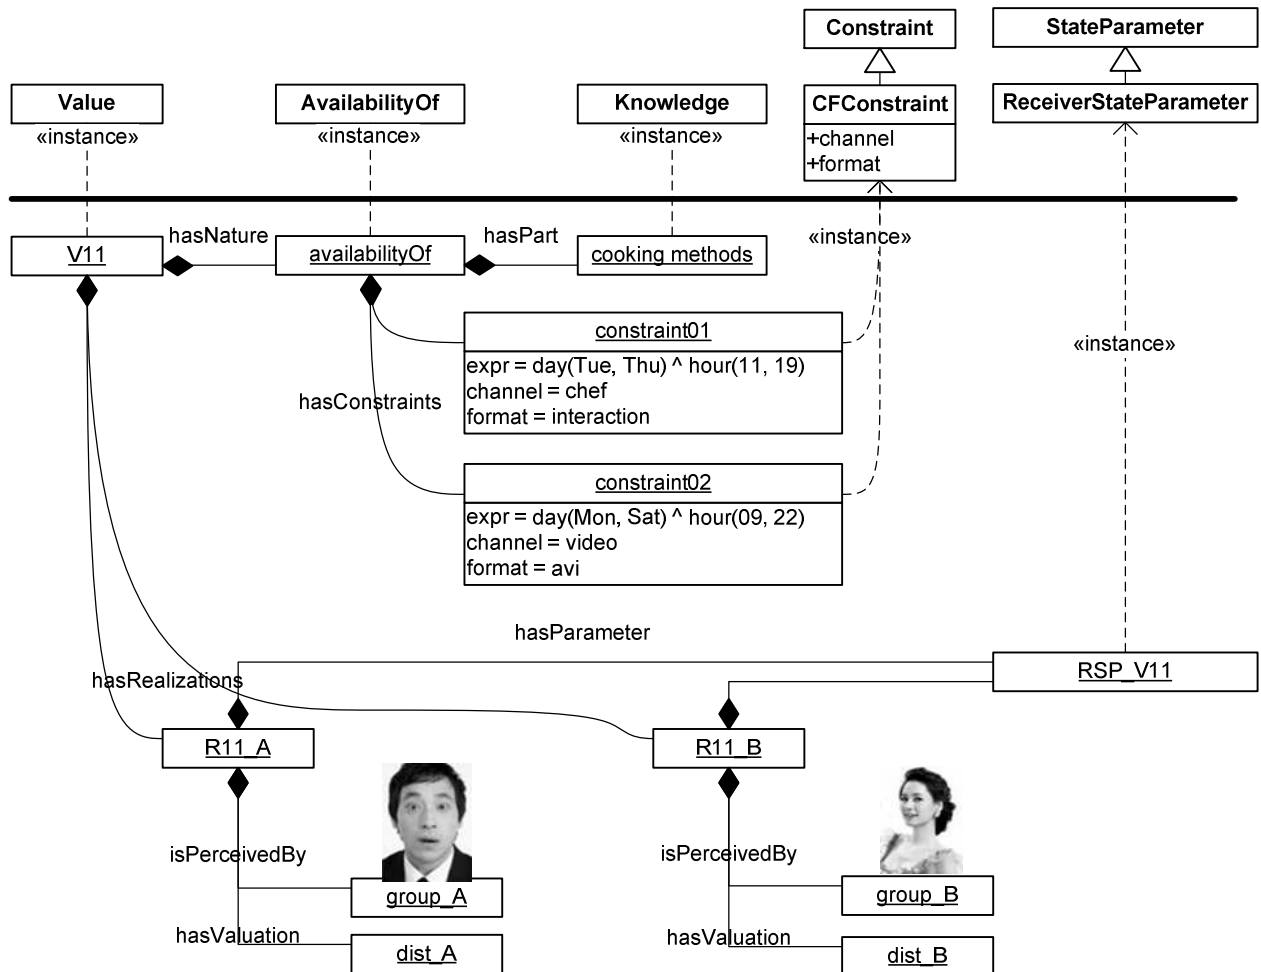 Constraint
StateParameter
Value
AvailabilityOf
Knowledge
CFConstraint
ReceiverStateParameter
«instance»
«instance»
«instance»
+channel
+format
V11
hasNature
availabilityOf
hasPart
cooking methods
«instance»
constraint01
expr = day(Tue, Thu) ^ hour(11, 19)
channel = chef
format = interaction
«instance»
hasConstraints
constraint02
expr = day(Mon, Sat) ^ hour(09, 22)
channel = video
format = avi
hasParameter
RSP_V11
hasRealizations
R11_A
R11_B
isPerceivedBy
isPerceivedBy
group_A
group_B
hasValuation
hasValuation
dist_A
dist_B